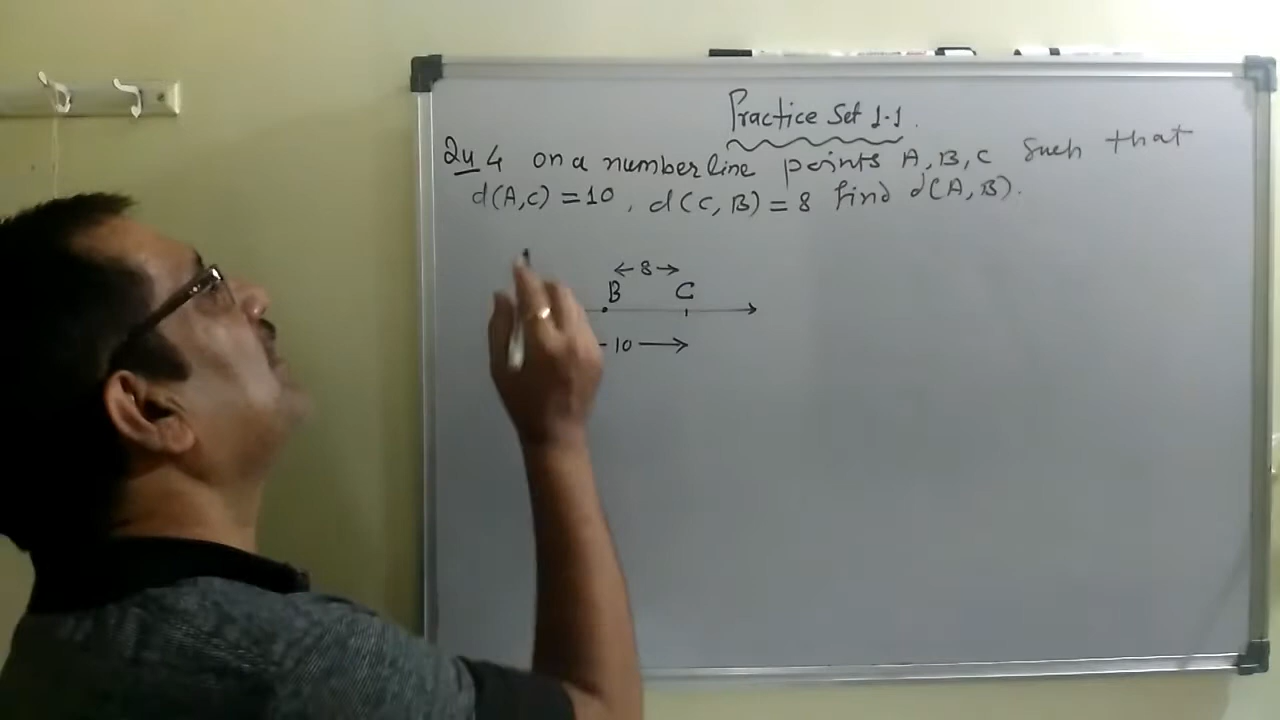 Practice Set 1.1.
Qu 4 on a number line points A, B, C such that
d(A,C) = 10, d(C, B) = 8 find d(A, B).
← 8 →
B C
10 →